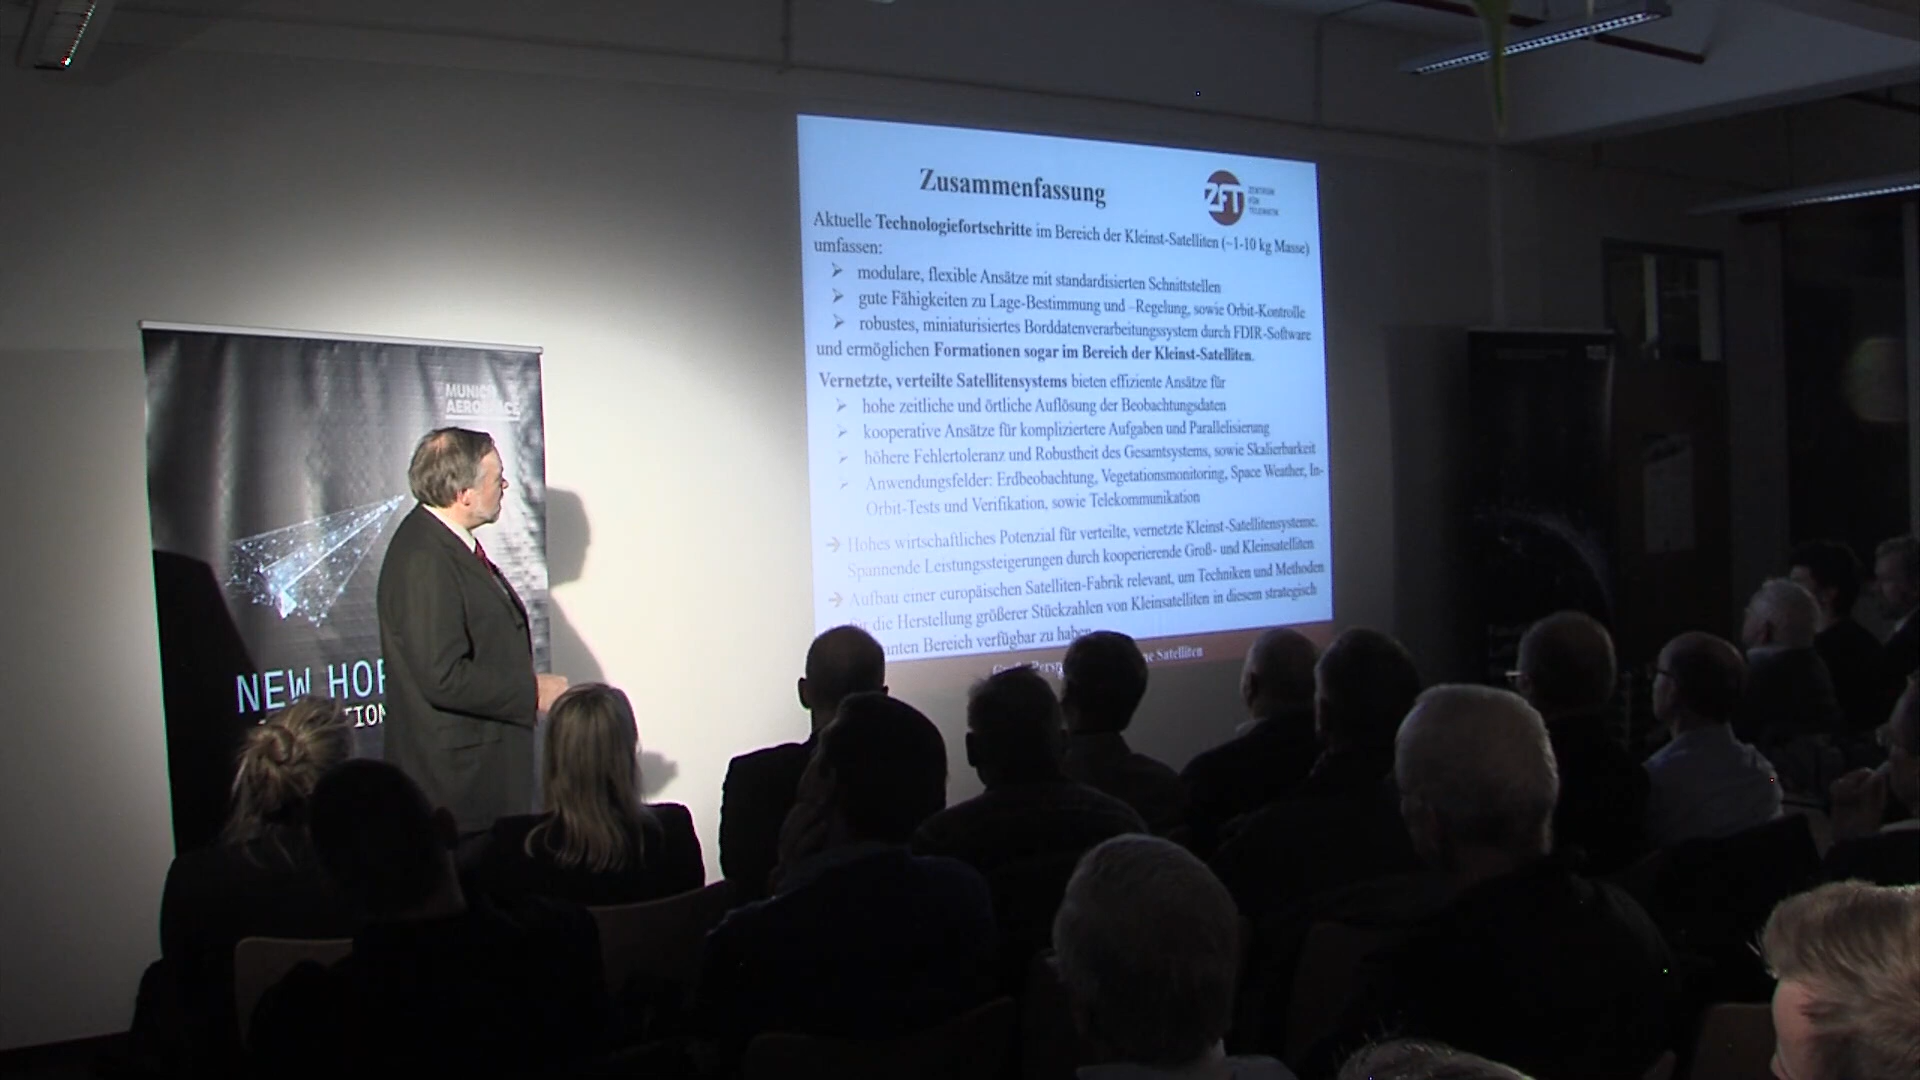 MUNICH
AEROSPACE
NEW HOR
TION
Zusammenfassung
ZFT
ZENTRUM
FÜR
TELEMATIK
Aktuelle Technologiefortschritte im Bereich der Kleinst-Satelliten (~1-10 kg Masse)
umfassen:
➢ modulare, flexible Ansätze mit standardisierten Schnittstellen
➢ gute Fähigkeiten zu Lage-Bestimmung und –Regelung, sowie Orbit-Kontrolle
➢ robustes, miniaturisiertes Borddatenverarbeitungssystem durch FDIR-Software
und ermöglichen Formationen sogar im Bereich der Kleinst-Satelliten.
Vernetzte, verteilte Satellitensystems bieten effiziente Ansätze für
➢ hohe zeitliche und örtliche Auflösung der Beobachtungsdaten
➢ kooperative Ansätze für kompliziertere Aufgaben und Parallelisierung
➢ höhere Fehlertoleranz und Robustheit des Gesamtsystems, sowie Skalierbarkeit
➢ Anwendungsfelder: Erdbeobachtung, Vegetationsmonitoring, Space Weather, In-
Orbit-Tests und Verifikation, sowie Telekommunikation
➔ Hohes wirtschaftliches Potenzial für verteilte, vernetzte Kleinst-Satellitensysteme.
Spannende Leistungssteigerungen durch kooperierende Groß- und Kleinsatelliten
➔ Aufbau einer europäischen Satelliten-Fabrik relevant, um Techniken und Methoden
für die Herstellung größerer Stückzahlen von Kleinsatelliten in diesem strategisch
anten Bereich verfügbar zu haben
Satelliten